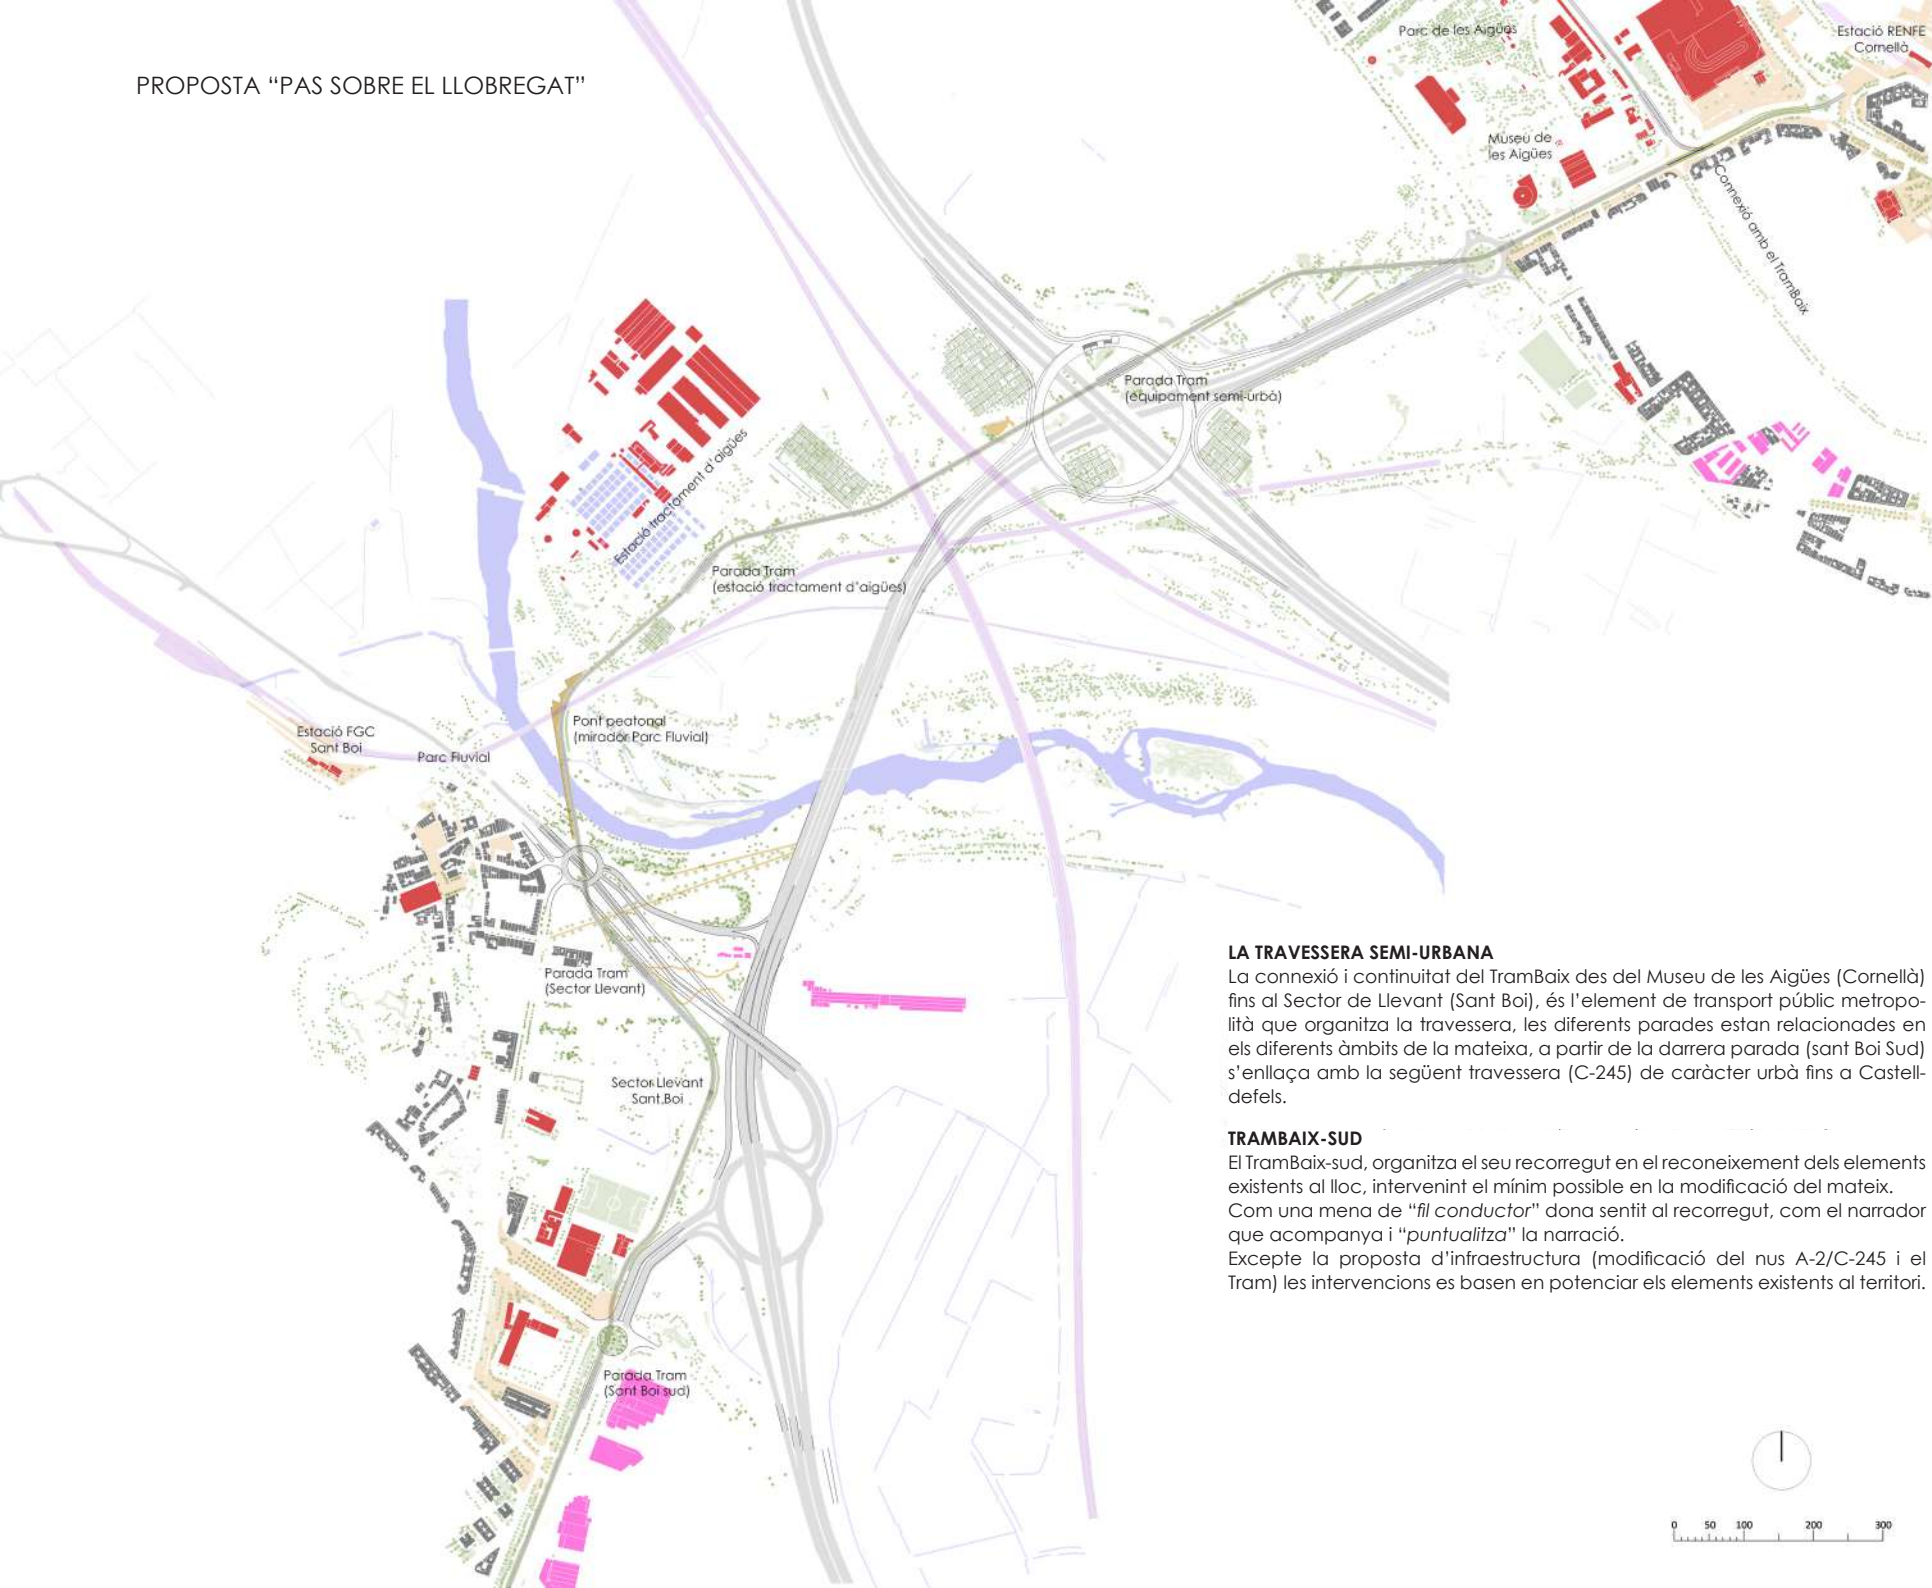 PROPOSTA “PAS SOBRE EL LLOBREGAT”
Parc de les Aigües
Estació RENFE
Cornellà
Museu de
les Aigües
Connexió amb el TramBaix
Parada Tram
(equipament semi-urbà)
Estació tractament d'aigües
Parada Tram
(estació tractament d'aigües)
Estació FGC
Sant Boi
Parc Fluvial
Pont peatonal
(mirador Parc Fluvial)
Parada Tram
(Sector Llevant)
Sector Llevant
Sant Boi
Parada Tram
(Sant Boi sud)
LA TRAVESSERA SEMI-URBANA
La connexió i continuitat del TramBaix des del Museu de les Aigües (Cornellà)
fins al Sector de Llevant (Sant Boi), és l’element de transport públic metropo-
lità que organitza la travessera, les diferents parades estan relacionades en
els diferents àmbits de la mateixa, a partir de la darrera parada (sant Boi Sud)
s’enllaça amb la següent travessera (C-245) de caràcter urbà fins a Castell-
defels.
TRAMBAIX-SUD
El TramBaix-sud, organitza el seu recorregut en el reconeixement dels elements
existents al lloc, intervenint el mínim possible en la modificació del mateix.
Com una mena de “fil conductor” dona sentit al recorregut, com el narrador
que acompanya i “puntualitza” la narració.
Excepte la proposta d’infraestructura (modificació del nus A-2/C-245 i el
Tram) les intervencions es basen en potenciar els elements existents al territori.
0 50 100 200 300